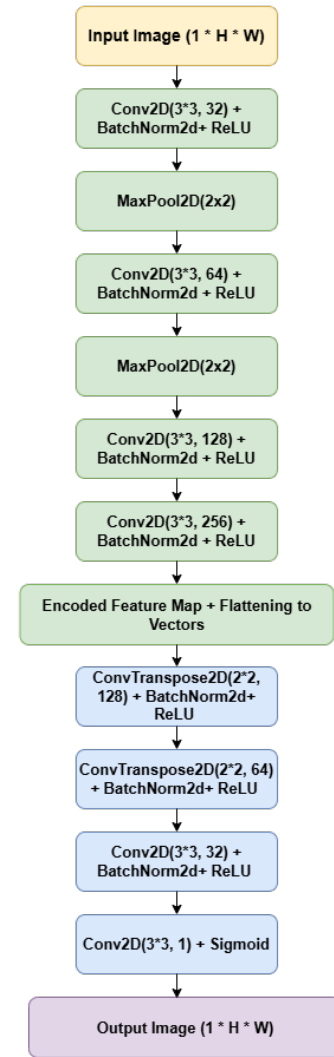 Input Image (1 * H * W)
Conv2D(3*3, 32) +
BatchNorm2d+ ReLU
MaxPool2D(2x2)
Conv2D(3*3, 64) +
BatchNorm2d + ReLU
MaxPool2D(2x2)
Conv2D(3*3, 128) +
BatchNorm2d + ReLU
Conv2D(3*3, 256) +
BatchNorm2d + ReLU
Encoded Feature Map + Flattening to
Vectors
ConvTranspose2D(2*2,
128) + BatchNorm2d+
ReLU
ConvTranspose2D(2*2, 64)
+ BatchNorm2d+ ReLU
Conv2D(3*3, 32) +
BatchNorm2d+ ReLU
Conv2D(3*3, 1) + Sigmoid
Output Image (1 * H * W)